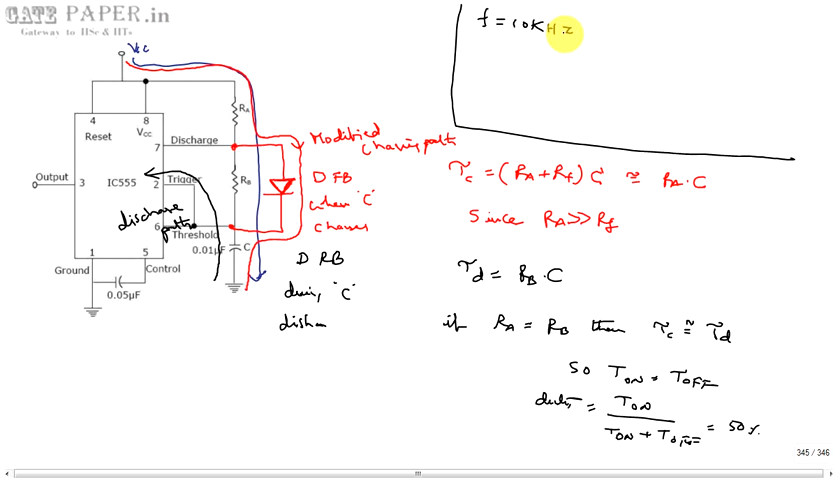 GATE PAPER.in
Gateway to IISc & IITs
Vcc
f = 10KHz
4
8
Reset
Vcc
RA
7
Discharge
Modified
charging path
Output
3
IC555
2
Trigger
RB
D FB
when "C"
charges
τc = (RA + Rf) C ≅ RA . C
Since RA >> Rf
discharge
path
6
Threshold
0.01µF
C
1
5
Ground
Control
0.05µF
D RB
"C"
τd = RB . C
if RA = RB then τc ≅ τd
So TON = TOFF
duty = TON / TON + TOFF = 50%
345 / 346